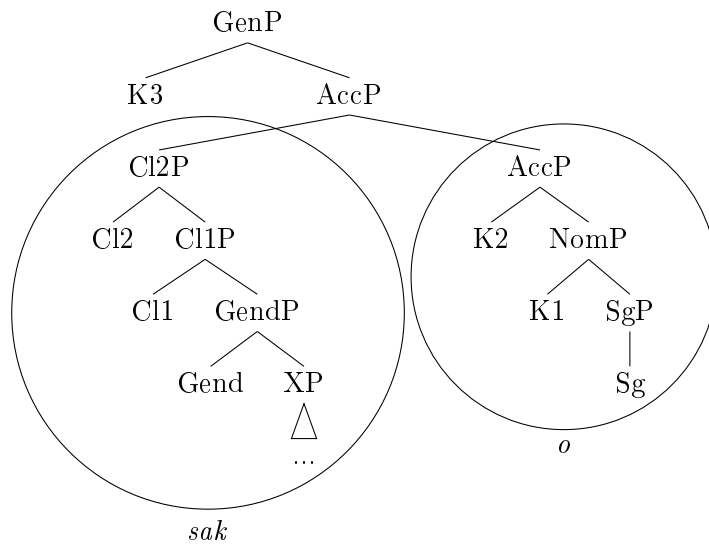 GenP
K3 AccP
Cl2P AccP
Cl2 Cl1P K2 NomP
Cl1 GendP K1 SgP
Gend XP Sg
...
o
sak